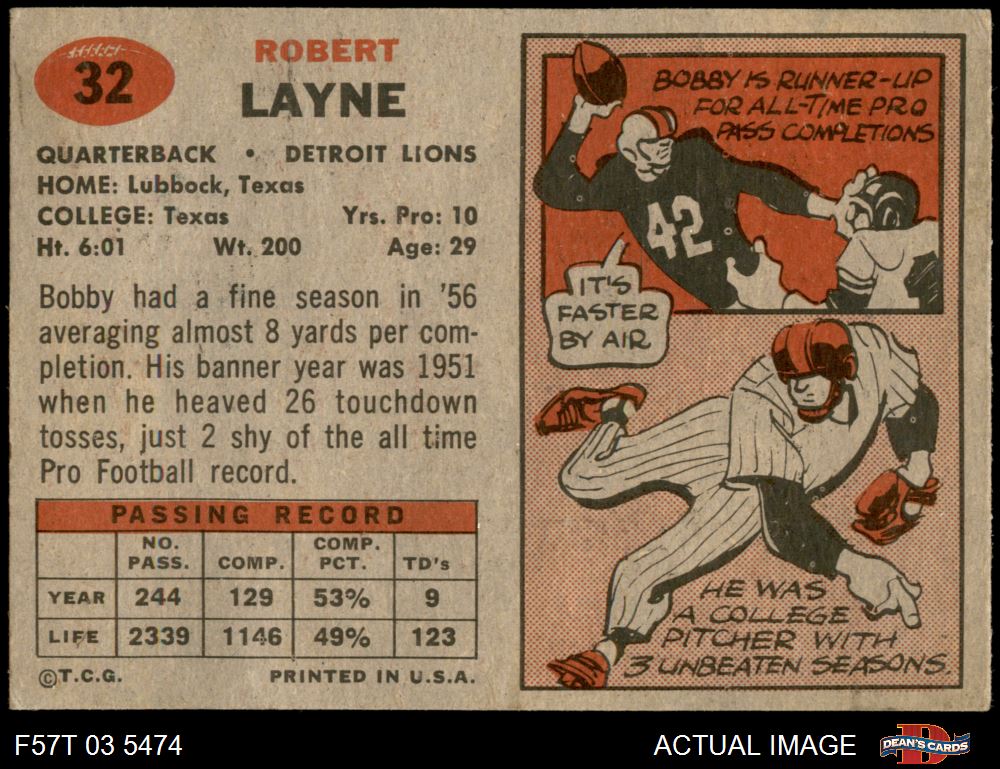 32
ROBERT
LAYNE
QUARTERBACK • DETROIT LIONS
HOME: Lubbock, Texas
COLLEGE: Texas Yrs. Pro: 10
Ht. 6:01 Wt. 200 Age: 29
Bobby had a fine season in '56
averaging almost 8 yards per com-
pletion. His banner year was 1951
when he heaved 26 touchdown
tosses, just 2 shy of the all time
Pro Football record.
PASSING RECORD
NO. PASS. COMP. COMP. PCT. TD's
YEAR 244 129 53% 9
LIFE 2339 1146 49% 123
©T.C.G. PRINTED IN U.S.A.
BOBBY IS RUNNER-UP
FOR ALL-TIME PRO
PASS COMPLETIONS
42
IT'S
FASTER
BY AIR
HE WAS
A COLLEGE
PITCHER WITH
3 UNBEATEN SEASONS
F57T 03 5474
ACTUAL IMAGE
D
DEAN'S CARDS